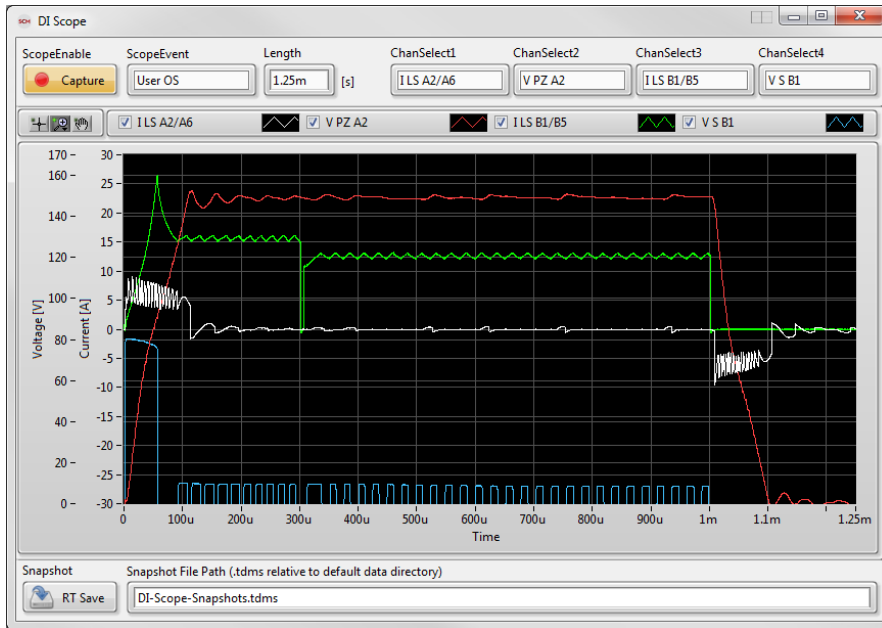 SCM DI Scope
ScopeEnable ScopeEvent Length ChanSelect1 ChanSelect2 ChanSelect3 ChanSelect4
Capture User OS 1.25m [s] I LS A2/A6 V PZ A2 I LS B1/B5 V S B1
I LS A2/A6 V PZ A2 I LS B1/B5 V S B1
Voltage [V]
170
160
140
120
100
80
60
40
20
0
Current [A]
30
25
20
15
10
5
0
-5
-10
-15
-20
-25
-30
0 100u 200u 300u 400u 500u 600u 700u 800u 900u 1m 1.1m 1.25m
Time
Snapshot Snapshot File Path (.tdms relative to default data directory)
RT Save DI-Scope-Snapshots.tdms